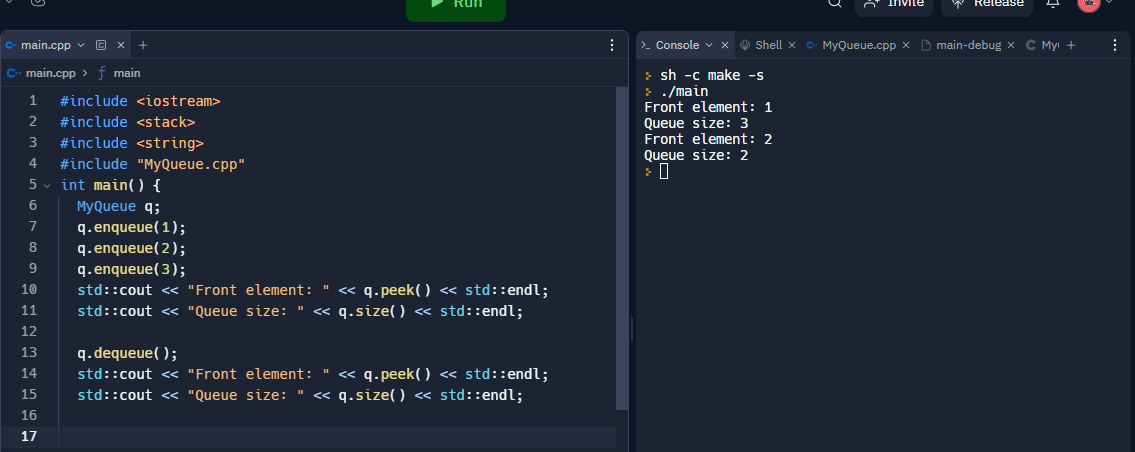 Run
Invite
Release
main.cpp
main.cpp > main
1 #include <iostream>
2 #include <stack>
3 #include <string>
4 #include "MyQueue.cpp"
5 int main() {
6 MyQueue q;
7 q.enqueue(1);
8 q.enqueue(2);
9 q.enqueue(3);
10 std::cout << "Front element: " << q.peek() << std::endl;
11 std::cout << "Queue size: " << q.size() << std::endl;
12
13 q.dequeue();
14 std::cout << "Front element: " << q.peek() << std::endl;
15 std::cout << "Queue size: " << q.size() << std::endl;
16
17
Console Shell MyQueue.cpp main-debug
sh -c make -s
./main
Front element: 1
Queue size: 3
Front element: 2
Queue size: 2